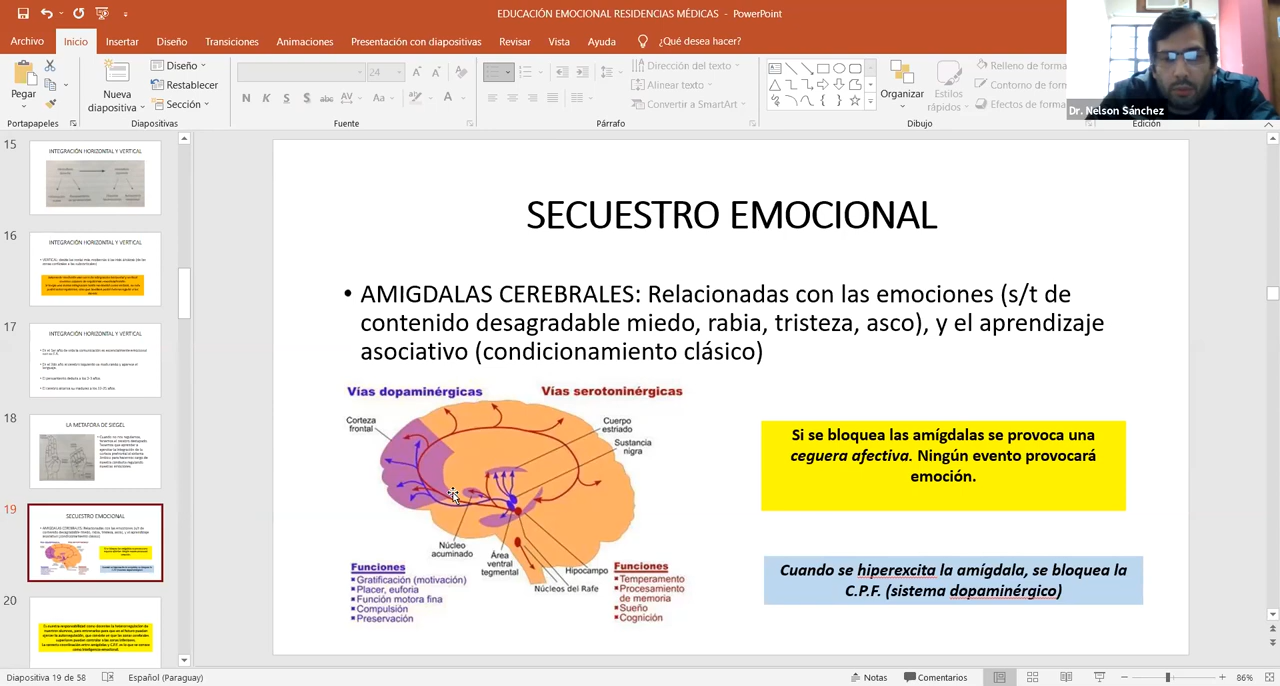 EDUCACIÓN EMOCIONAL RESIDENCIAS MÉDICAS - PowerPoint
Archivo Inicio Insertar Diseño Transiciones Animaciones Presentación con diapositivas Revisar Vista Ayuda ¿Qué desea hacer?
Pegar
Portapapeles
Nueva
diapositiva
Diseño
Restablecer
Sección
Diapositivas
24
N K S S abc AV Aa A
Fuente
Dirección del texto
Alinear texto
Convertir a SmartArt
Párrafo
Organizar
Estilos
rápidos
Relleno de forma
Contorno de forma
Efectos de forma
Dibujo
Edición
Dr. Nelson Sánchez
15
INTEGRACIÓN HORIZONTAL Y VERTICAL
16
INTEGRACIÓN HORIZONTAL Y VERTICAL
17
INTEGRACIÓN HORIZONTAL Y VERTICAL
18
LA METAFORA DE SIEGEL
19
SECUESTRO EMOCIONAL
20
SECUESTRO EMOCIONAL
• AMIGDALAS CEREBRALES: Relacionadas con las emociones (s/t de
contenido desagradable miedo, rabia, tristeza, asco), y el aprendizaje
asociativo (condicionamiento clásico)
Vías dopaminérgicas
Vías serotoninérgicas
Corteza
frontal
Cuerpo
estriado
Sustancia
nigra
Núcleo
acuminado
Área
ventral
tegmental
Hipocampo
Núcleos del Rafe
Funciones
Gratificación (motivación)
Placer, euforia
Función motora fina
Compulsión
Preservación
Funciones
Temperamento
Procesamiento
de memoria
Sueño
Cognición
Si se bloquea las amígdalas se provoca una
ceguera afectiva. Ningún evento provocará
emoción.
Cuando se hiperexcita la amígdala, se bloquea la
C.P.F. (sistema dopaminérgico)
Diapositiva 19 de 58 Español (Paraguay) Notas Comentarios 86%